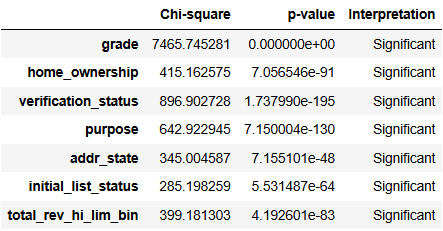 Chi-square p-value Interpretation
grade 7465.745281 0.000000e+00 Significant
home_ownership 415.162575 7.056546e-91 Significant
verification_status 896.902728 1.737990e-195 Significant
purpose 642.922945 7.150004e-130 Significant
addr_state 345.004587 7.155101e-48 Significant
initial_list_status 285.198259 5.531487e-64 Significant
total_rev_hi_lim_bin 399.181303 4.192601e-83 Significant